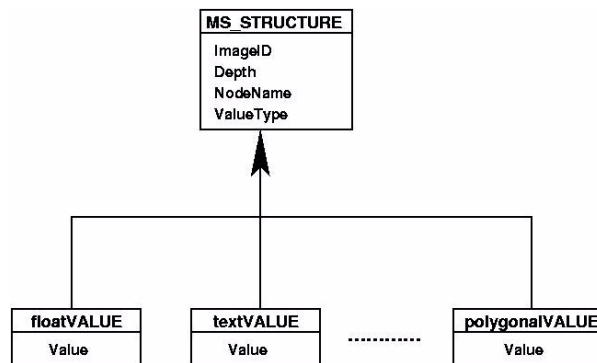 MS_STRUCTURE
ImageID
Depth
NodeName
ValueType
floatVALUE
Value
textVALUE
Value
polygonalVALUE
Value